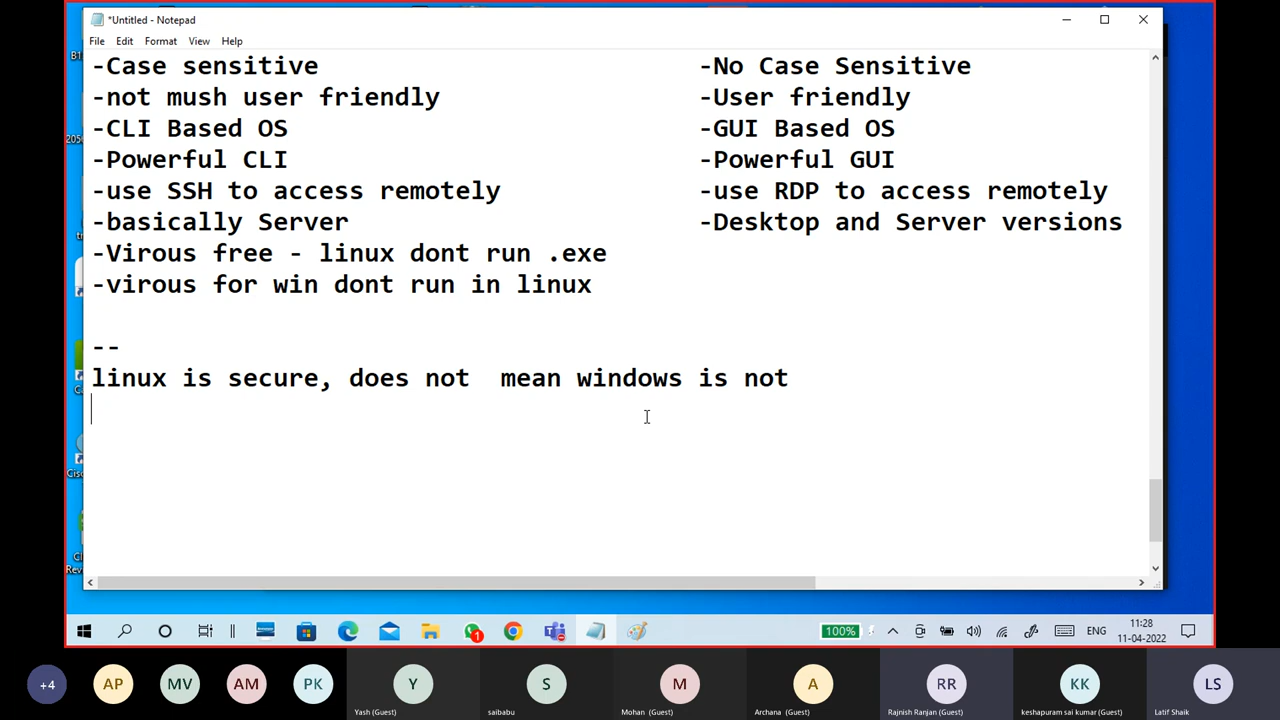 *Untitled - Notepad
File Edit Format View Help
-Case sensitive -No Case Sensitive
-not mush user friendly -User friendly
-CLI Based OS -GUI Based OS
-Powerful CLI -Powerful GUI
-use SSH to access remotely -use RDP to access remotely
-basically Server -Desktop and Server versions
-Virous free - linux dont run .exe
-virous for win dont run in linux
--
linux is secure, does not  mean windows is not
1
100% ENG 11:28
11-04-2022
+4 AP MV AM PK Y S M A RR KK LS
Yash (Guest) saibabu Mohan (Guest) Archana (Guest) Rajnish Ranjan (Guest) keshapuram sai kumar (Guest) Latif Shaik